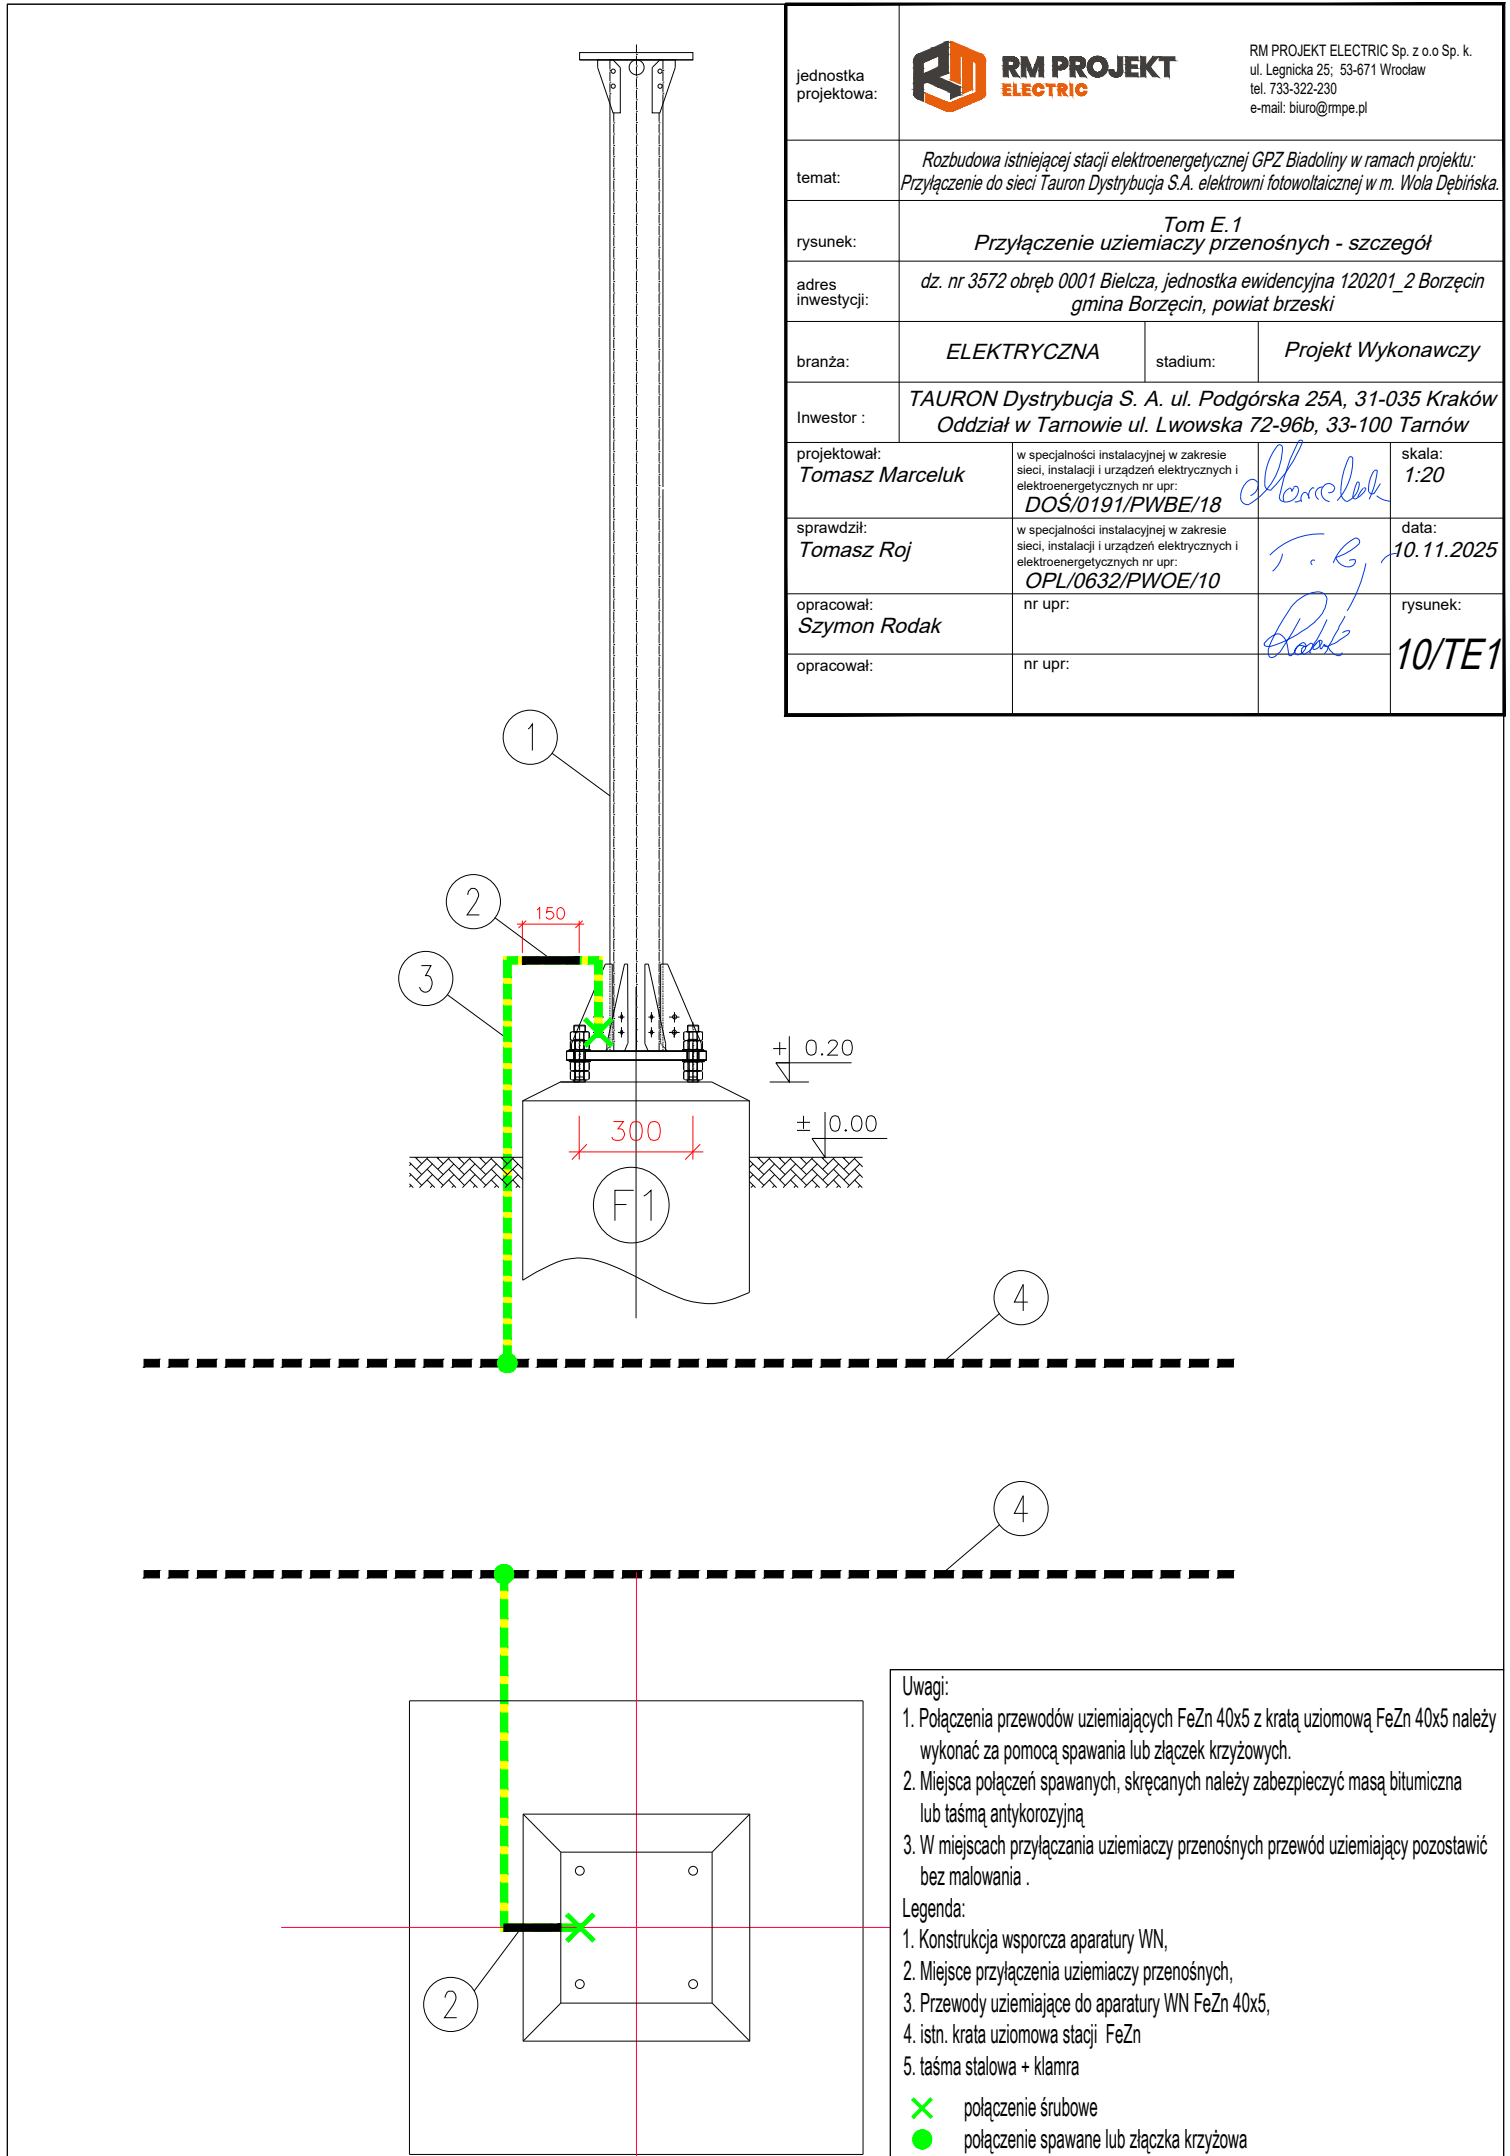 jednostka
projektowa:
RM PROJEKT
ELECTRIC
RM PROJEKT ELECTRIC Sp. z o.o Sp. k.
ul. Legnicka 25; 53-671 Wrocław
tel. 733-322-230
e-mail: biuro@rmpe.pl
temat:
Rozbudowa istniejącej stacji elektroenergetycznej GPZ Biadoliny w ramach projektu:
Przyłączenie do sieci Tauron Dystrybucja S.A. elektrowni fotowoltaicznej w m. Wola Dębińska.
rysunek:
Tom E.1
Przyłączenie uziemiaczy przenośnych - szczegół
adres
inwestycji:
dz. nr 3572 obręb 0001 Bielcza, jednostka ewidencyjna 120201_2 Borzęcin
gmina Borzęcin, powiat brzeski
branża:
ELEKTRYCZNA
stadium:
Projekt Wykonawczy
Inwestor :
TAURON Dystrybucja S. A. ul. Podgórska 25A, 31-035 Kraków
Oddział w Tarnowie ul. Lwowska 72-96b, 33-100 Tarnów
projektował:
Tomasz Marceluk
w specjalności instalacyjnej w zakresie
sieci, instalacji i urządzeń elektrycznych i
elektroenergetycznych nr upr:
DOŚ/0191/PWBE/18
Marceluk
skala:
1:20
sprawdził:
Tomasz Roj
w specjalności instalacyjnej w zakresie
sieci, instalacji i urządzeń elektrycznych i
elektroenergetycznych nr upr:
OPL/0632/PWOE/10
data:
10.11.2025
opracował:
Szymon Rodak
nr upr:
Rodak
rysunek:
10/TE1
opracował:
nr upr:
1
2
150
3
+ 0.20
± 0.00
300
F1
4
4
2
Uwagi:
1. Połączenia przewodów uziemiających FeZn 40x5 z kratą uziomową FeZn 40x5 należy
wykonać za pomocą spawania lub złączek krzyżowych.
2. Miejsca połączeń spawanych, skręcanych należy zabezpieczyć masą bitumiczna
lub taśmą antykorozyjną
3. W miejscach przyłączania uziemiaczy przenośnych przewód uziemiający pozostawić
bez malowania .
Legenda:
1. Konstrukcja wsporcza aparatury WN,
2. Miejsce przyłączenia uziemiaczy przenośnych,
3. Przewody uziemiające do aparatury WN FeZn 40x5,
4. istn. krata uziomowa stacji FeZn
5. taśma stalowa + klamra
połączenie śrubowe
połączenie spawane lub złączka krzyżowa